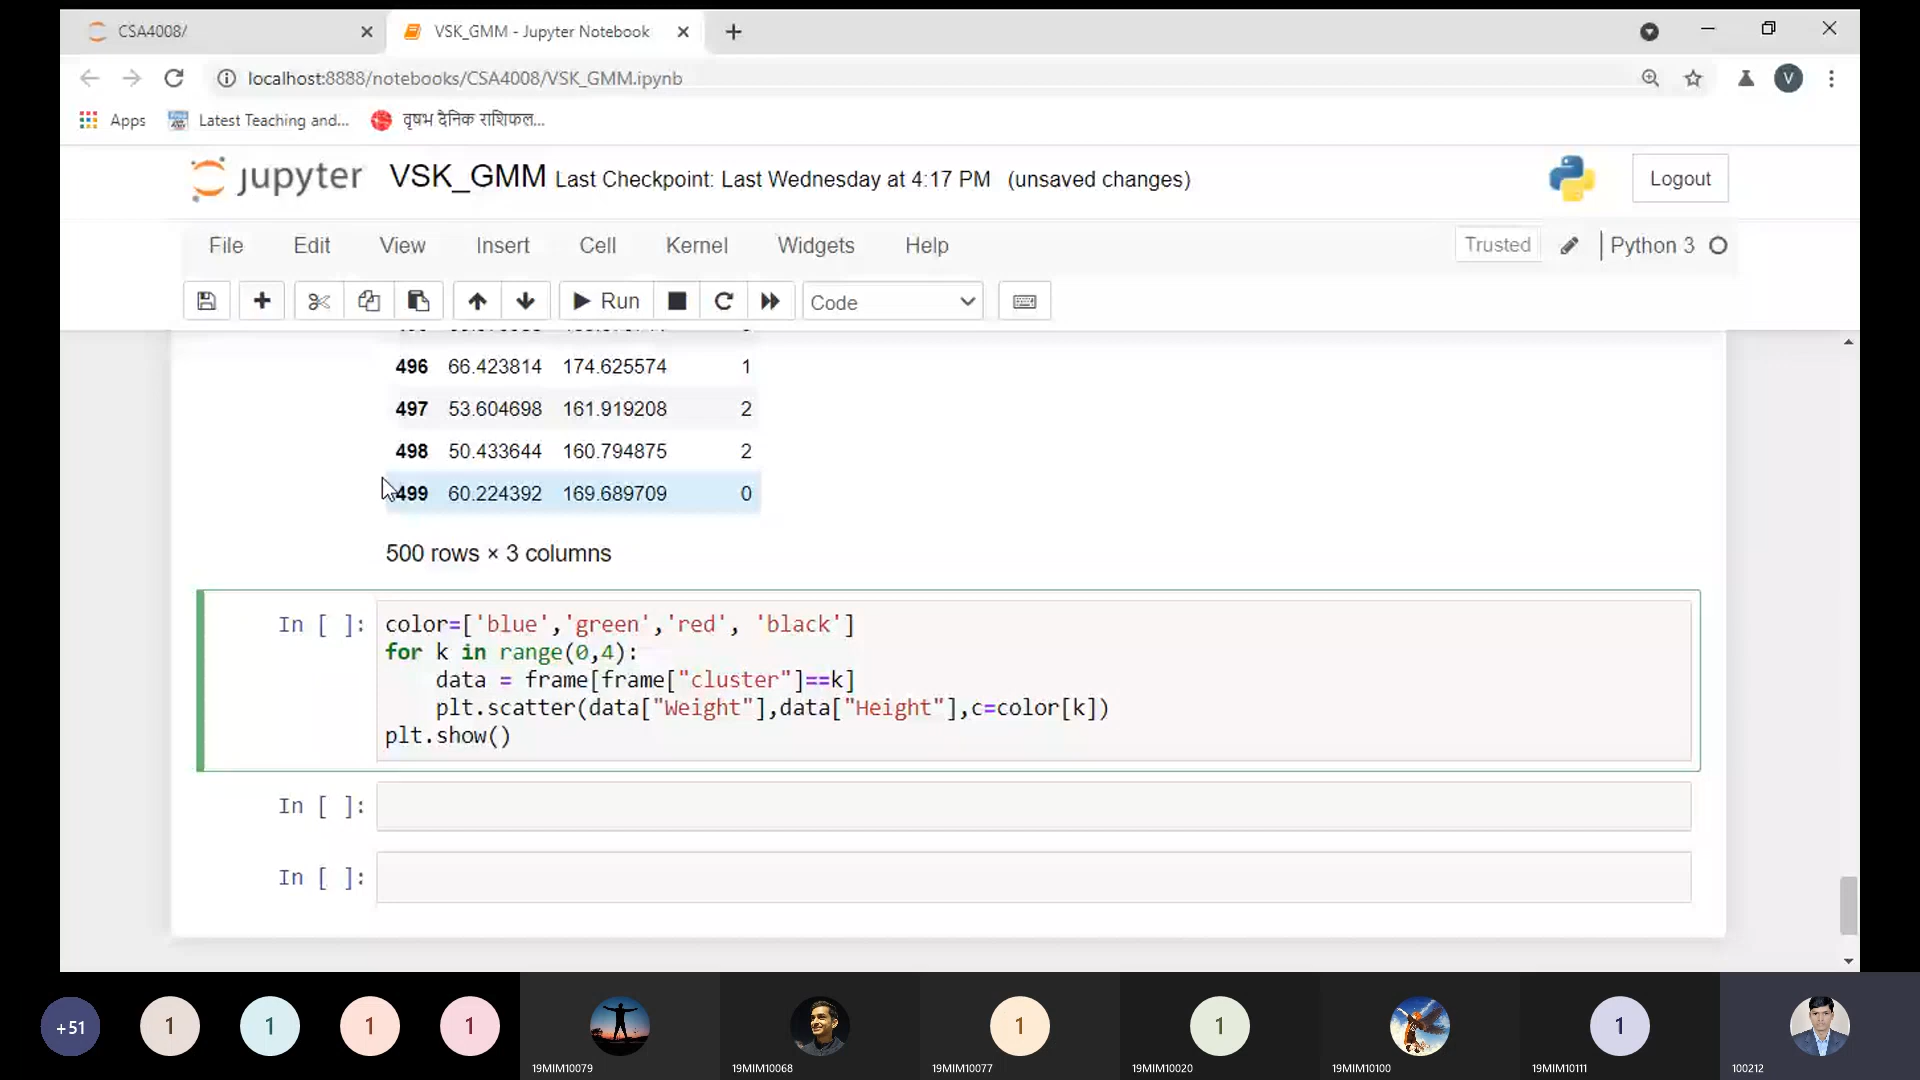 CSA4008/
VSK_GMM - Jupyter Notebook
localhost:8888/notebooks/CSA4008/VSK_GMM.ipynb
V
Apps
Latest Teaching and...
वृषभ दैनिक राशिफल...
jupyter
VSK_GMM Last Checkpoint: Last Wednesday at 4:17 PM (unsaved changes)
Logout
File Edit View Insert Cell Kernel Widgets Help
Trusted
Python 3
Run
Code
496 66.423814 174.625574 1
497 53.604698 161.919208 2
498 50.433644 160.794875 2
499 60.224392 169.689709 0
500 rows × 3 columns
In [ ]: color=['blue','green','red', 'black']
for k in range(0,4):
    data = frame[frame["cluster"]==k]
    plt.scatter(data["Weight"],data["Height"],c=color[k])
plt.show()
In [ ]:
In [ ]:
+51 1 1 1 1 1 1 1
19MIM10079 19MIM10068 19MIM10077 19MIM10020 19MIM10100 19MIM10111 100212